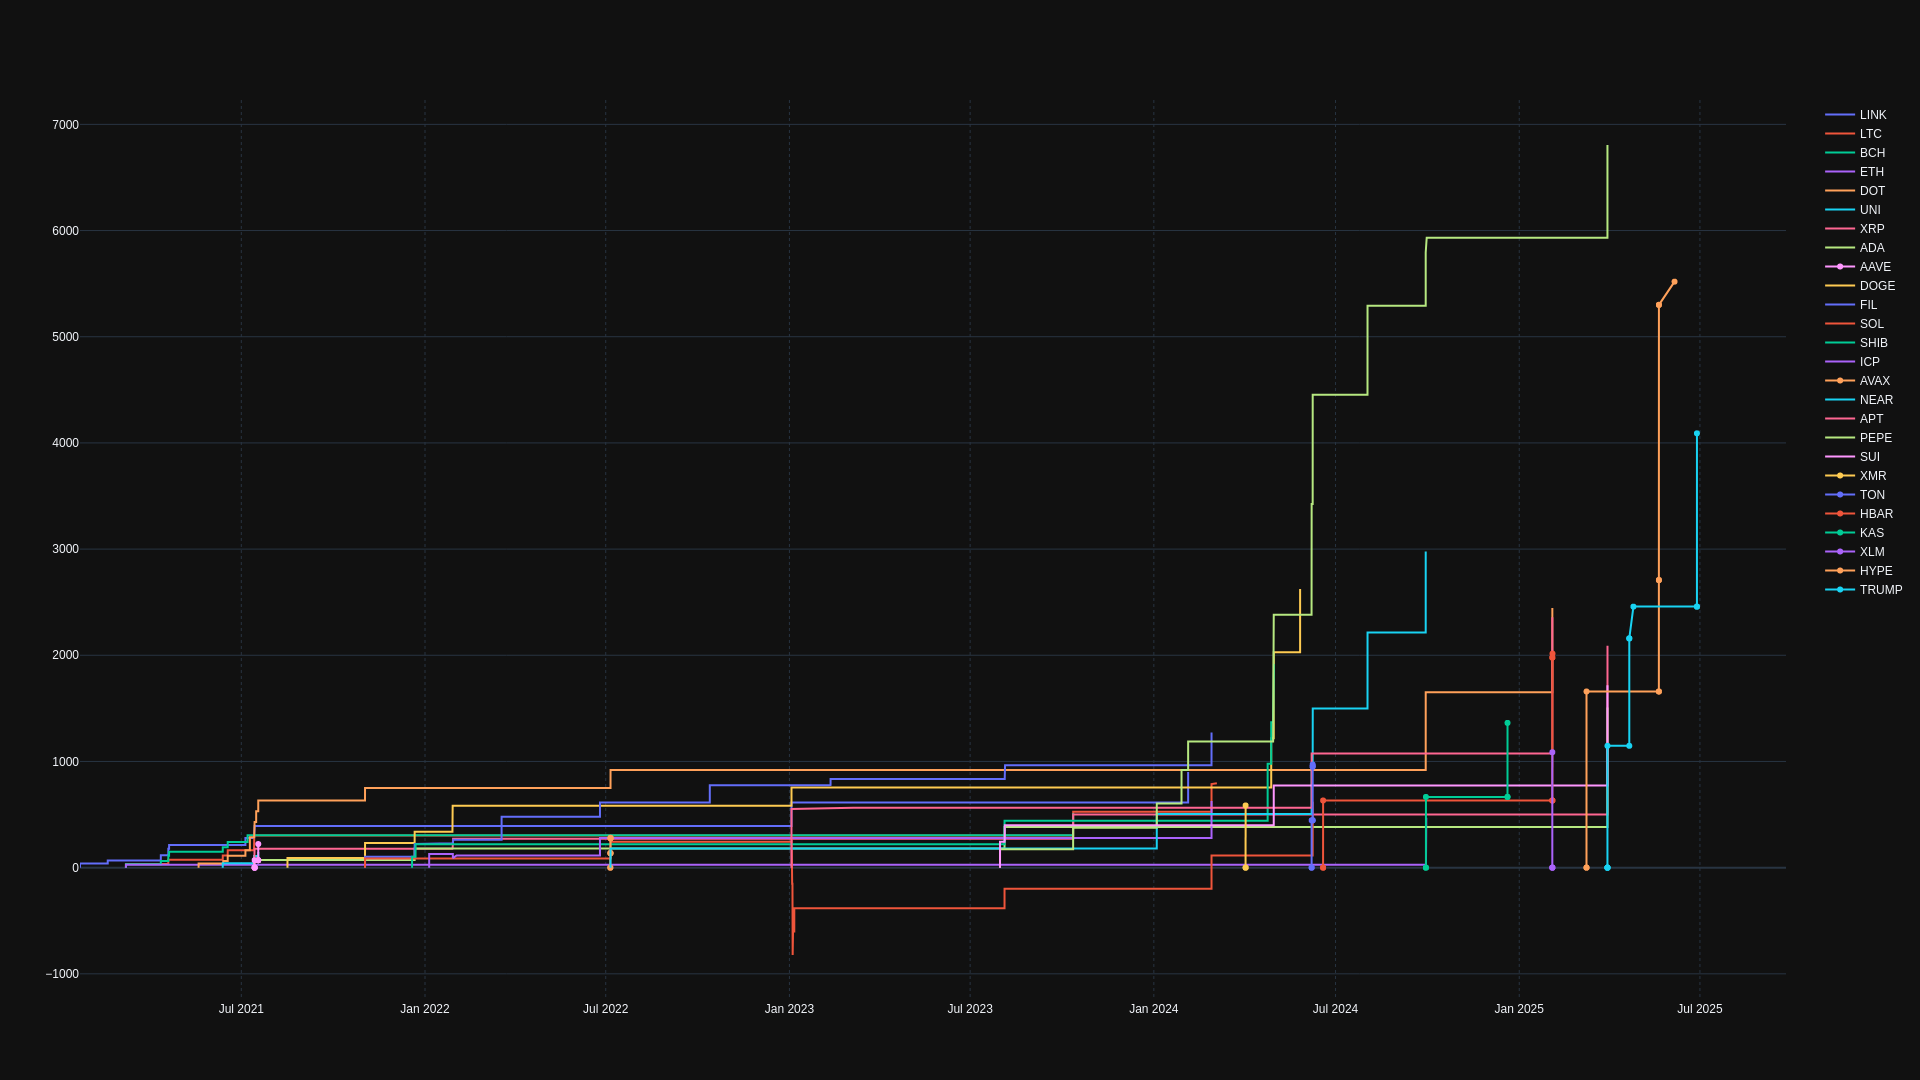 7000
6000
5000
4000
3000
2000
1000
0
−1000
Jul 2021
Jan 2022
Jul 2022
Jan 2023
Jul 2023
Jan 2024
Jul 2024
Jan 2025
Jul 2025
LINK
LTC
BCH
ETH
DOT
UNI
XRP
ADA
AAVE
DOGE
FIL
SOL
SHIB
ICP
AVAX
NEAR
APT
PEPE
SUI
XMR
TON
HBAR
KAS
XLM
HYPE
TRUMP